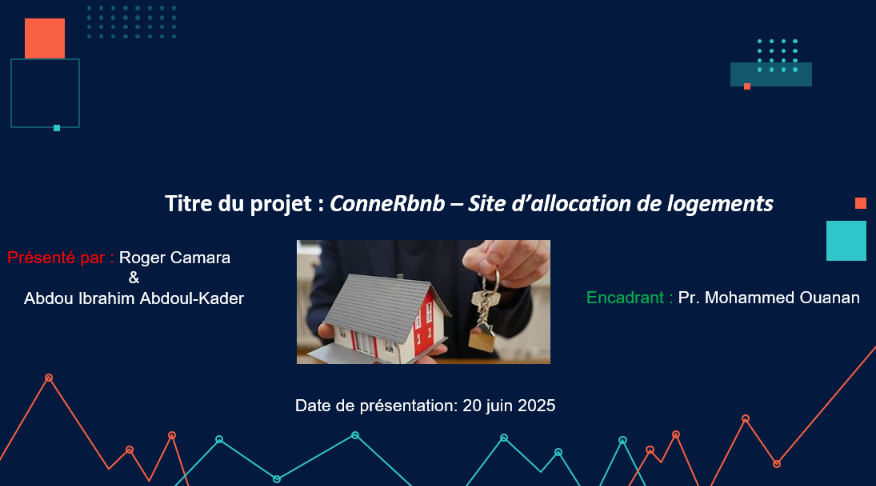 Titre du projet : ConneRbnb – Site d’allocation de logements
Présenté par : Roger Camara
&
Abdou Ibrahim Abdoul-Kader
Encadrant : Pr. Mohammed Ouanan
Date de présentation: 20 juin 2025